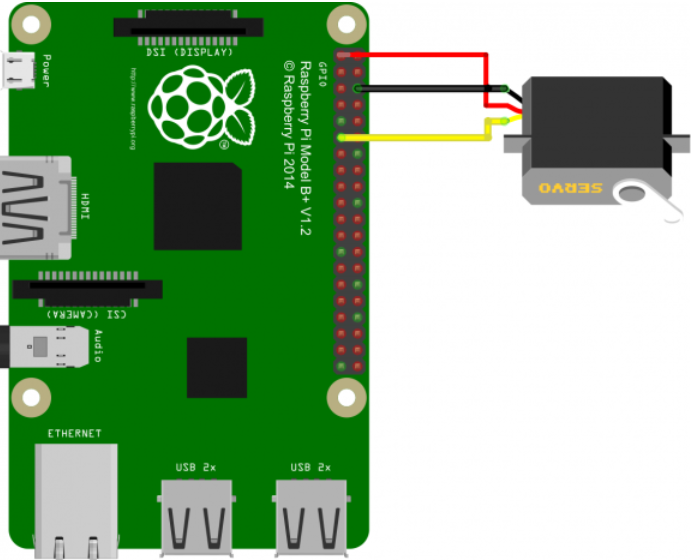 DSI (DISPLAY)
Power
http://www.raspberrypi.org
®
GPIO
Raspberry Pi Model B+ V1.2
© Raspberry Pi 2014
HDMI
SERVO
CSI (CAMERA)
Audio
ETHERNET
USB 2x
USB 2x